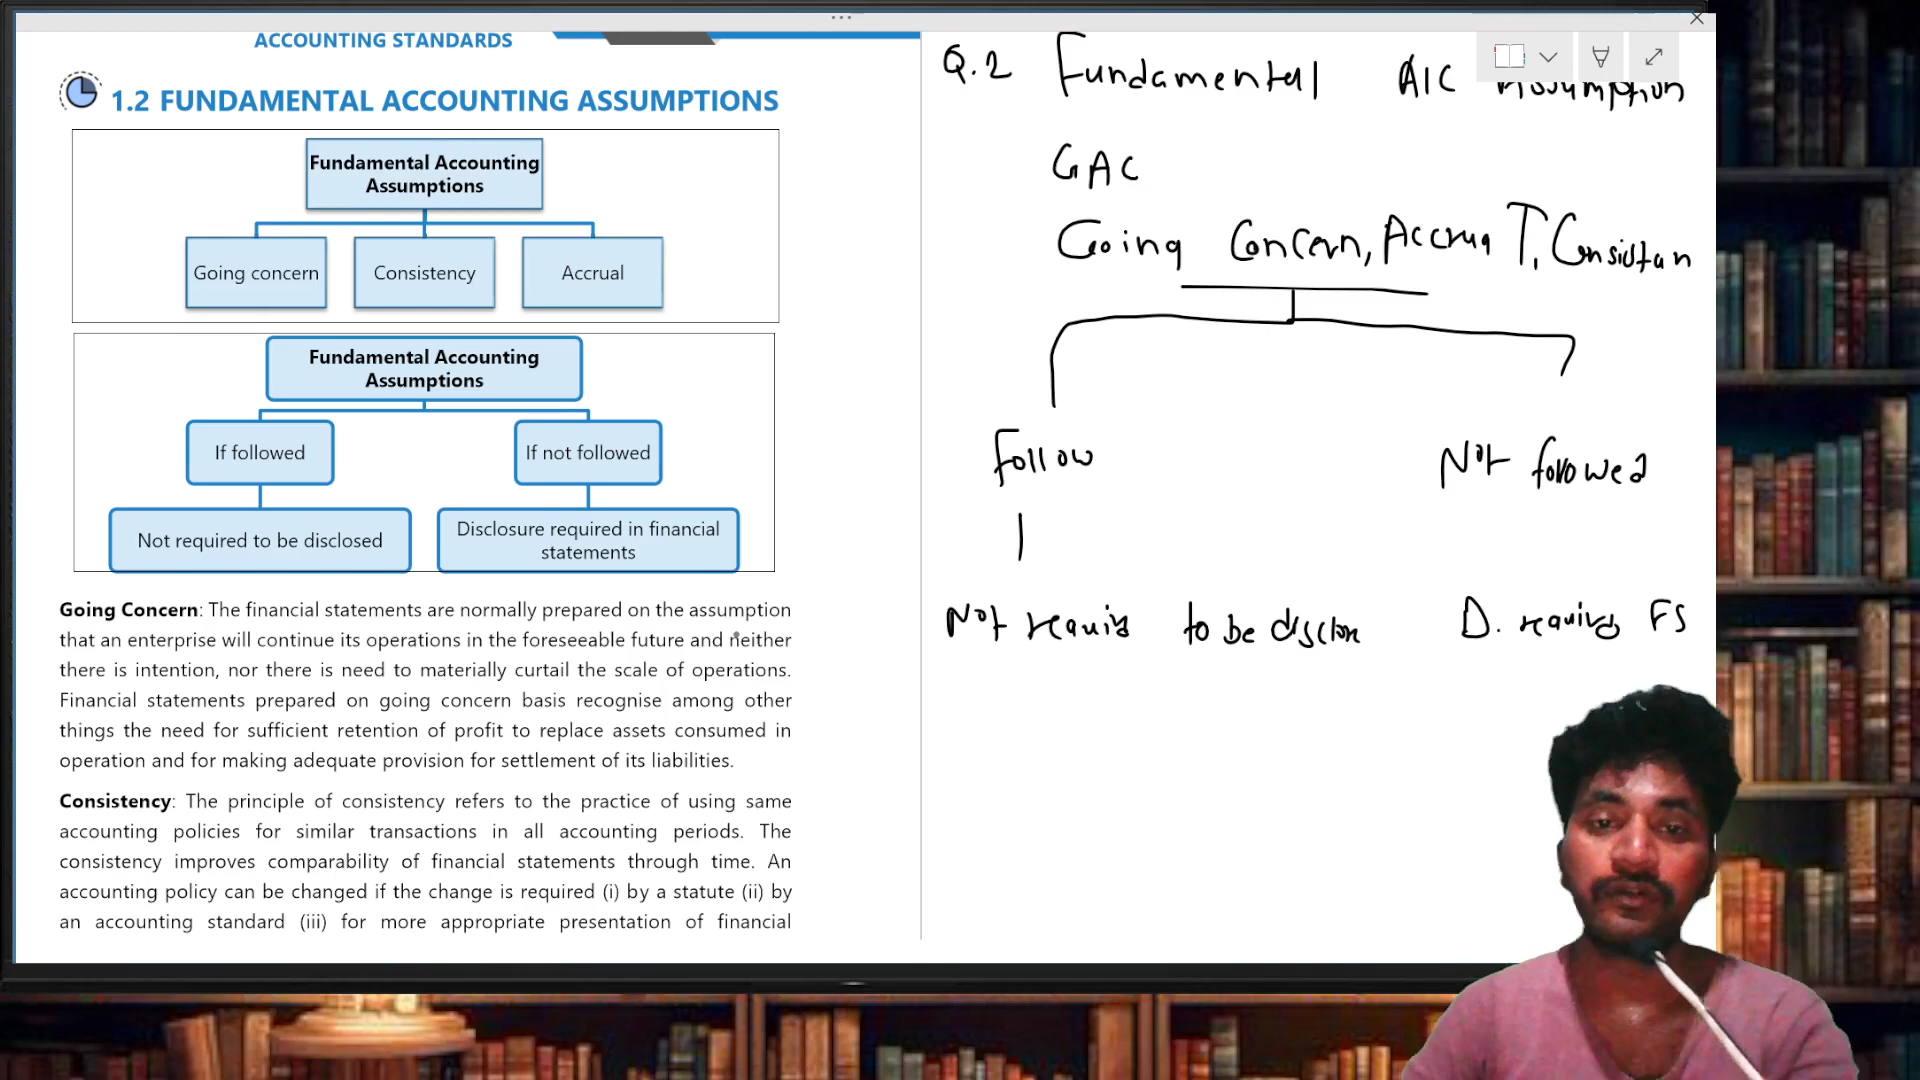 ACCOUNTING STANDARDS
1.2 FUNDAMENTAL ACCOUNTING ASSUMPTIONS
Fundamental Accounting
Assumptions
Going concern
Consistency
Accrual
Fundamental Accounting
Assumptions
If followed
If not followed
Not required to be disclosed
Disclosure required in financial
statements
Going Concern: The financial statements are normally prepared on the assumption
that an enterprise will continue its operations in the foreseeable future and neither
there is intention, nor there is need to materially curtail the scale of operations.
Financial statements prepared on going concern basis recognise among other
things the need for sufficient retention of profit to replace assets consumed in
operation and for making adequate provision for settlement of its liabilities.
Consistency: The principle of consistency refers to the practice of using same
accounting policies for similar transactions in all accounting periods. The
consistency improves comparability of financial statements through time. An
accounting policy can be changed if the change is required (i) by a statute (ii) by
an accounting standard (iii) for more appropriate presentation of financial
Q.2 Fundamental A/C Assumption
GAC
Going Concern, Accrua
Follow
Not followed
Not to be
D. FS